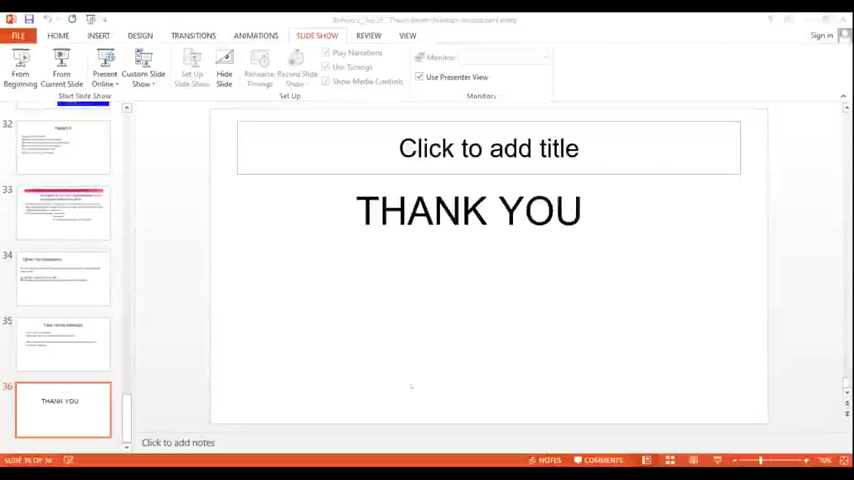 FILE
HOME
INSERT
DESIGN
TRANSITIONS
ANIMATIONS
SLIDE SHOW
REVIEW
VIEW
Sign in
From Beginning
From Current Slide
Present Online
Custom Slide Show
Set Up Slide Show
Hide Slide
Rehearse Timings
Record Slide Show
Play Narrations
Use Timings
Show Media Controls
Monitor:
Use Presenter View
Start Slide Show
Set Up
Monitors
32
33
34
35
Take home message
36
THANK YOU
Click to add title
THANK YOU
Click to add notes
SLIDE 36 OF 36
NOTES
COMMENTS
70%